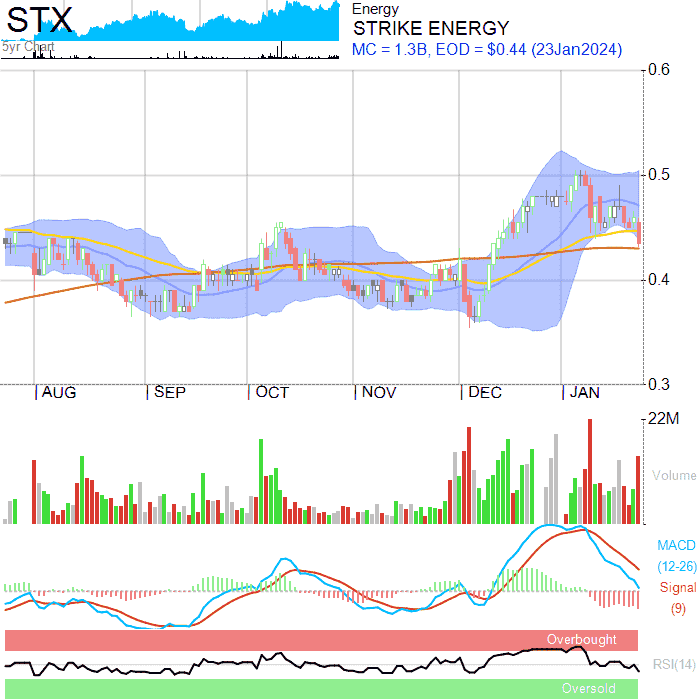 STX
5yr Chart
Energy
STRIKE ENERGY
MC = 1.3B, EOD = $0.44 (23Jan2024)
0.6
0.5
0.4
0.3
AUG SEP OCT NOV DEC JAN
22M
Volume
MACD
(12-26)
Signal
(9)
Overbought
RSI(14)
Oversold